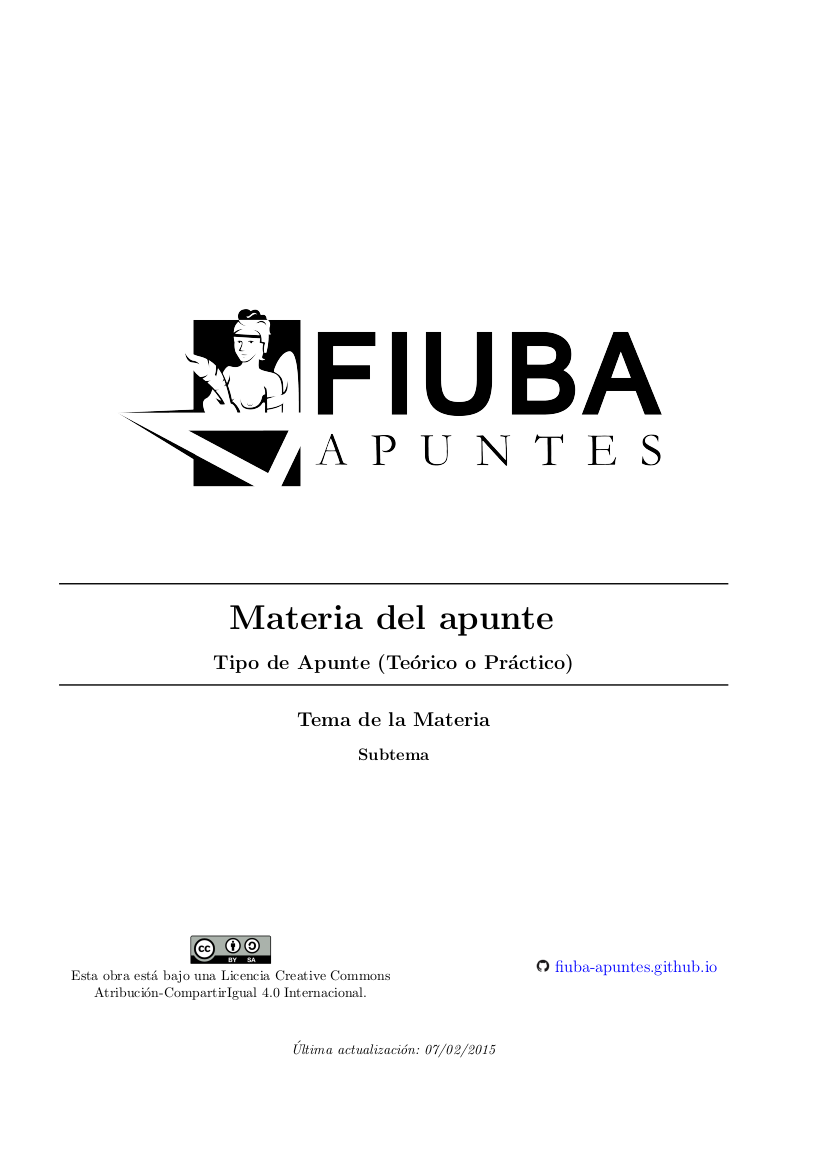 FIUBA
APUNTES
Materia del apunte
Tipo de Apunte (Teórico o Práctico)
Tema de la Materia
Subtema
cc
BY SA
Esta obra está bajo una Licencia Creative Commons
Atribución-CompartirIgual 4.0 Internacional.
fiuba-apuntes.github.io
Última actualización: 07/02/2015